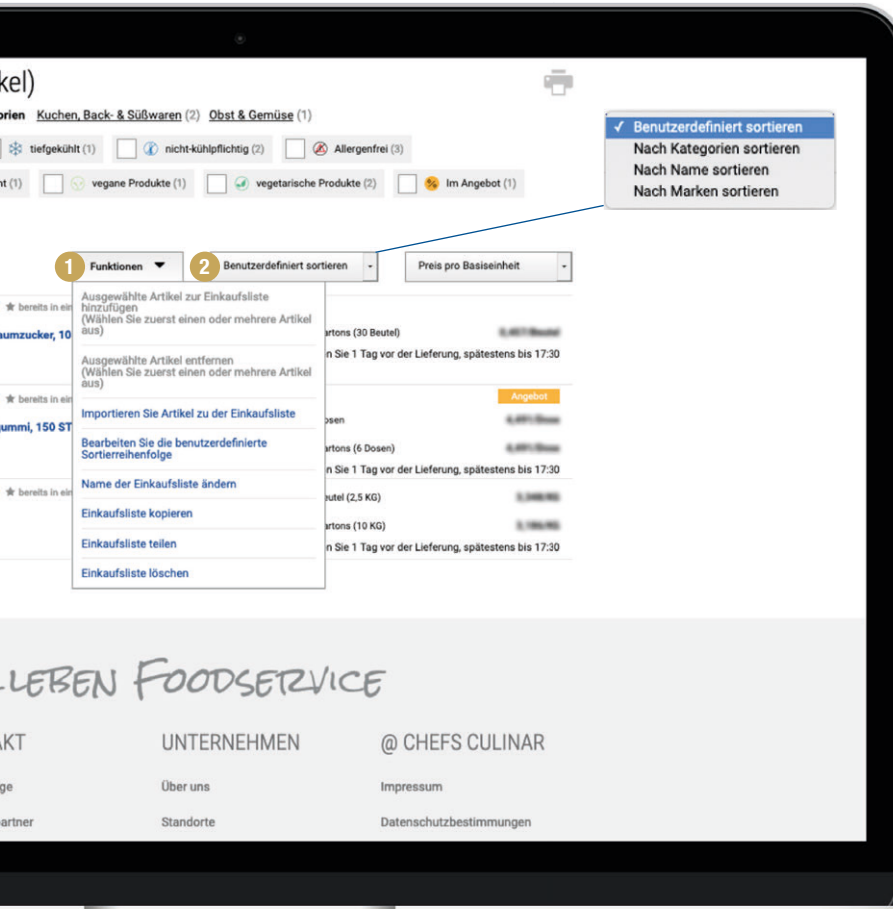 kel)
orien Kuchen, Back- & Süßwaren (2) Obst & Gemüse (1)
tiefgekühlt (1) nicht-kühlpflichtig (2) Allergenfrei (3)
nt (1) vegane Produkte (1) vegetarische Produkte (2) % Im Angebot (1)
✓ Benutzerdefiniert sortieren
Nach Kategorien sortieren
Nach Name sortieren
Nach Marken sortieren
1 Funktionen 2 Benutzerdefiniert sortieren Preis pro Basiseinheit
Ausgewählte Artikel zur Einkaufsliste
hinzufügen
(Wählen Sie zuerst einen oder mehrere Artikel
aus)
Ausgewählte Artikel entfernen
(Wählen Sie zuerst einen oder mehrere Artikel
aus)
Importieren Sie Artikel zu der Einkaufsliste
Bearbeiten Sie die benutzerdefinierte
Sortierreihenfolge
Name der Einkaufsliste ändern
Einkaufsliste kopieren
Einkaufsliste teilen
Einkaufsliste löschen
bereits in ein
aumzucker, 10
artons (30 Beutel)
n Sie 1 Tag vor der Lieferung, spätestens bis 17:30
bereits in ein
Angebot
gummi, 150 ST
osen
artons (6 Dosen)
n Sie 1 Tag vor der Lieferung, spätestens bis 17:30
bereits in ein
eutel (2,5 KG)
artons (10 KG)
n Sie 1 Tag vor der Lieferung, spätestens bis 17:30
LEBEN FOODSERVICE
AKT UNTERNEHMEN @ CHEFS CULINAR
ge Über uns Impressum
partner Standorte Datenschutzbestimmungen